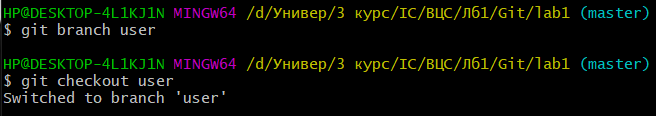 HP@DESKTOP-4L1KJ1N MINGW64 /d/Универ/3 курс/IC/ВЦС/Лб1/Git/lab1 (master)
$ git branch user
HP@DESKTOP-4L1KJ1N MINGW64 /d/Универ/3 курс/IC/ВЦС/Лб1/Git/lab1 (master)
$ git checkout user
Switched to branch 'user'